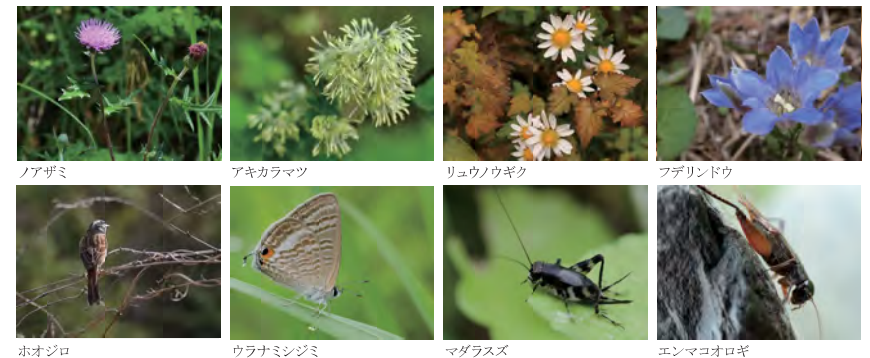 ノアザミ
アキカラマツ
リュウノウギク
フデリンドウ
ホオジロ
ウラナミシジミ
マダラスズ
エンマコオロギ